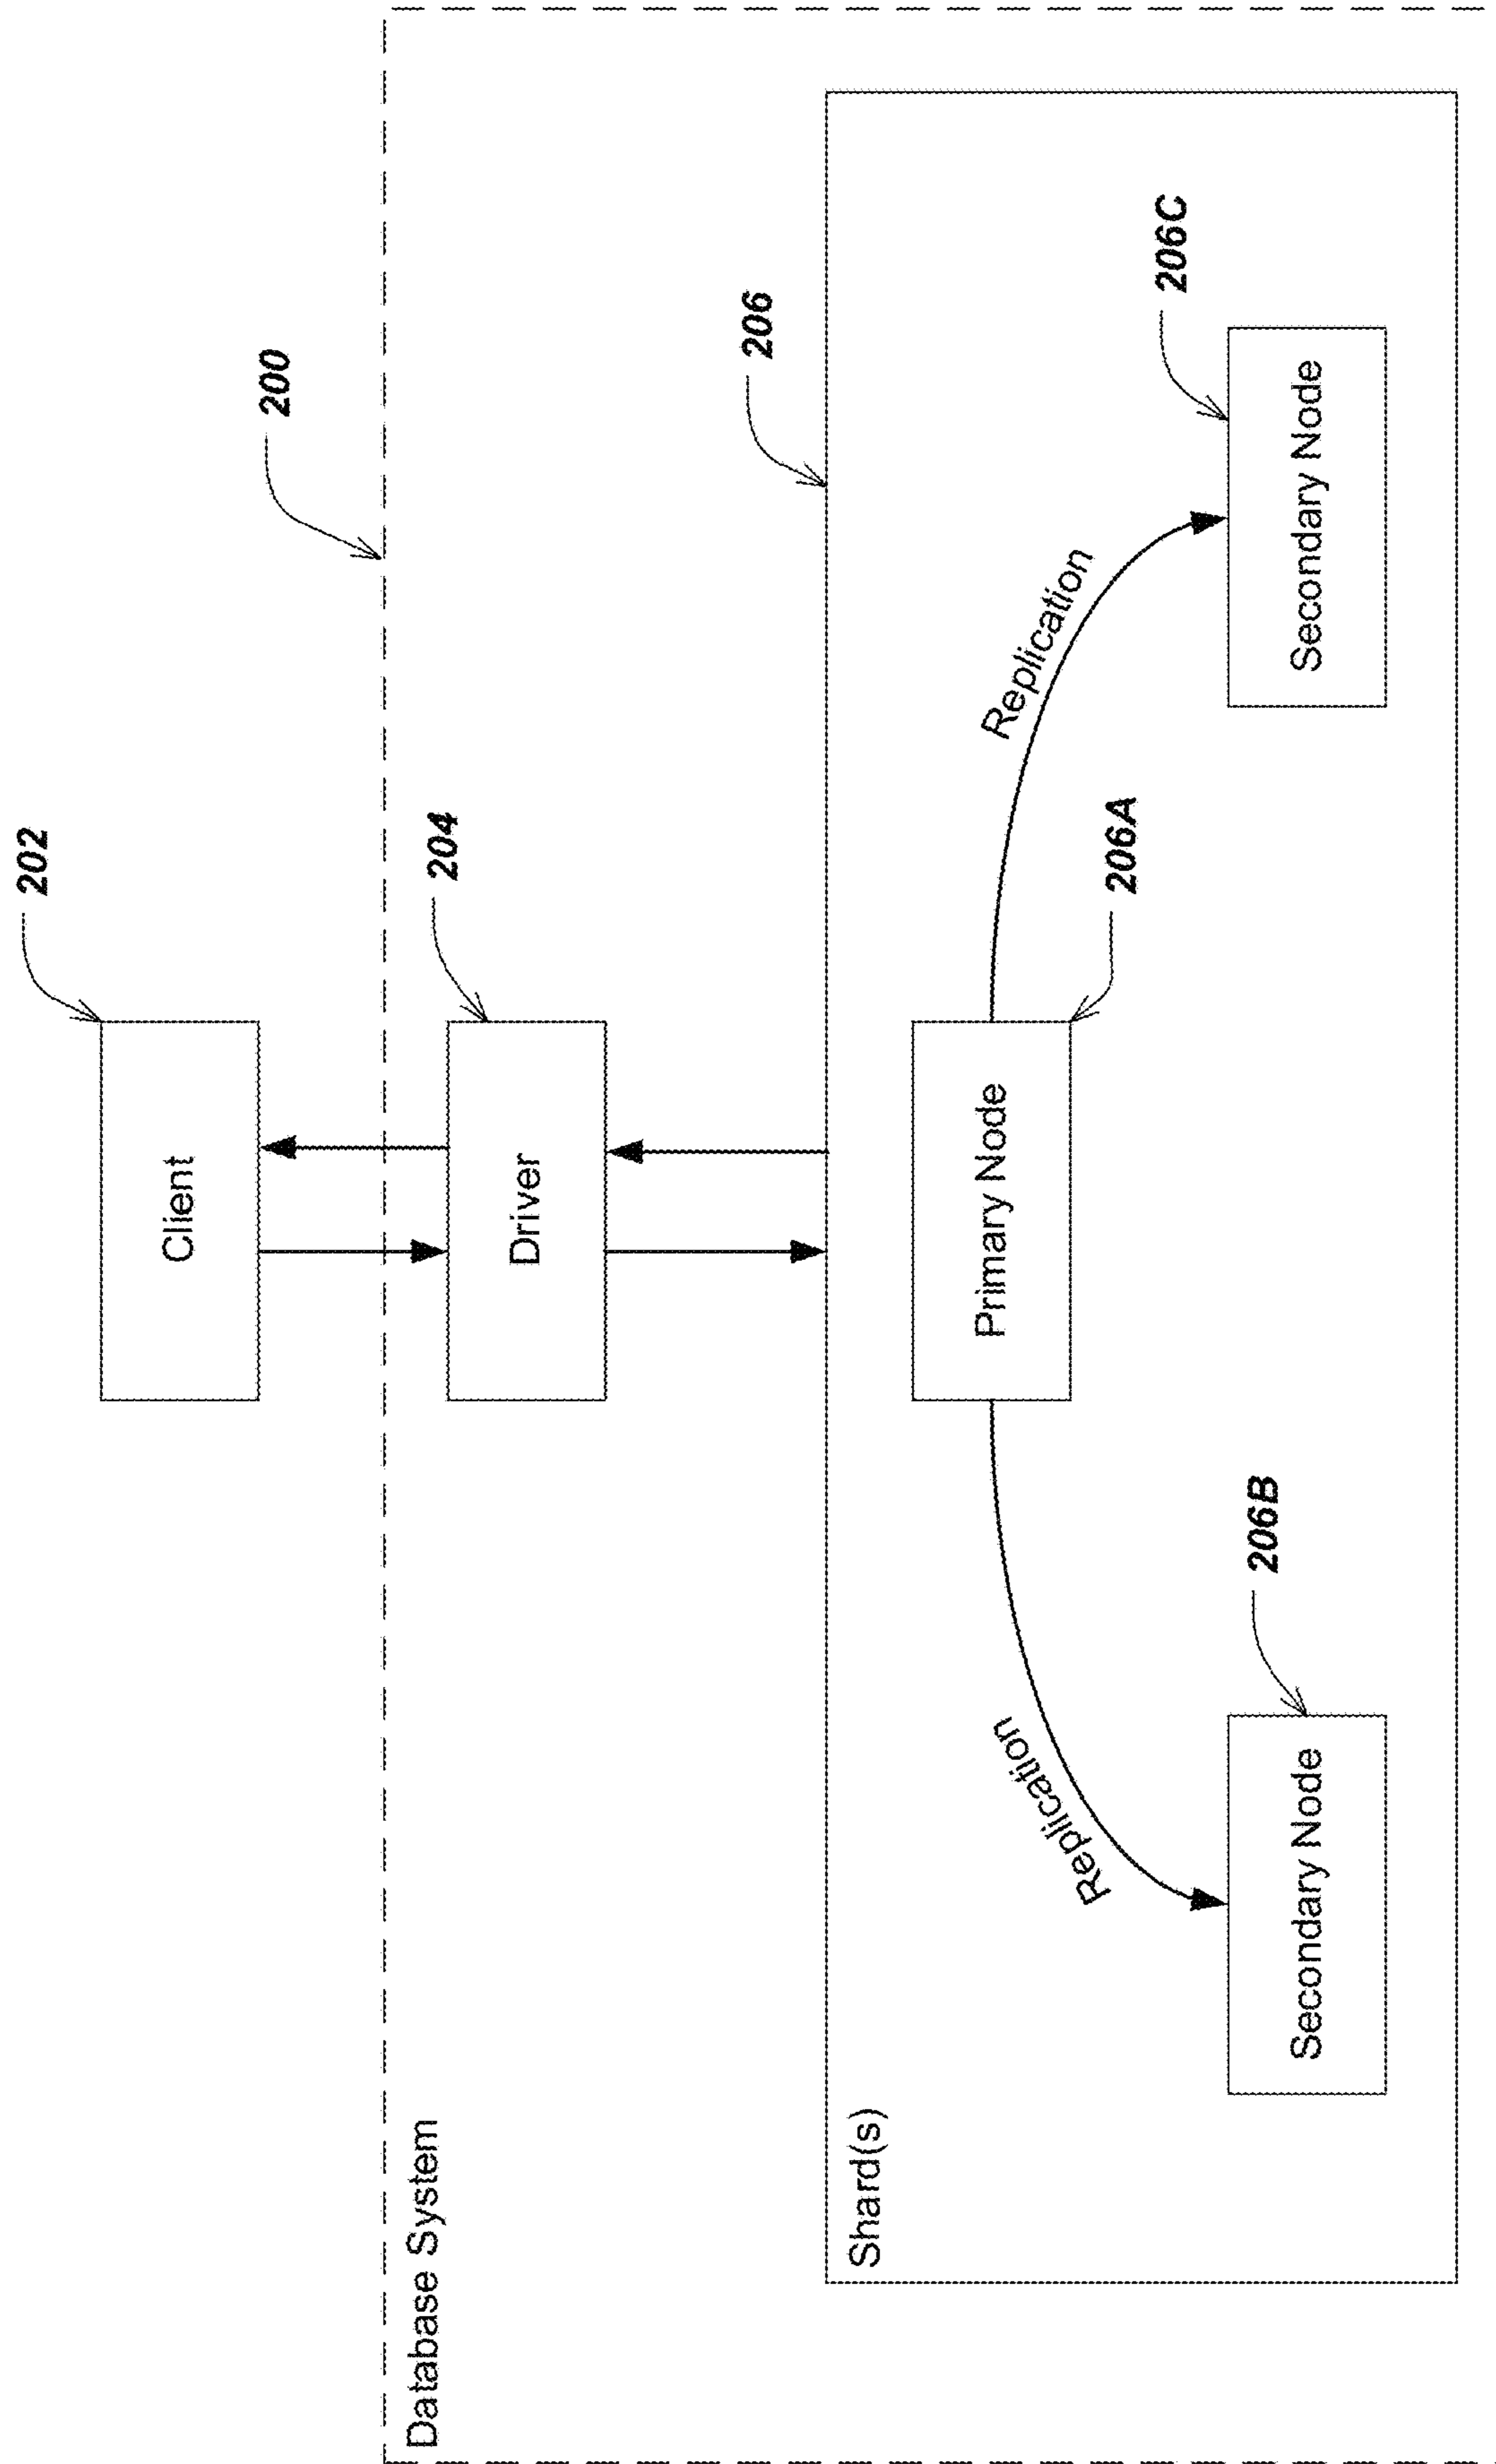 202
Client
200
Database System
204
Driver
206
Shard(s)
Primary Node
206A
Replication
Replication
206B
Secondary Node
206C
Secondary Node